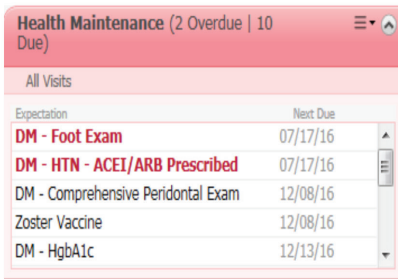 Health Maintenance (2 Overdue | 10
Due)
All Visits
Expectation Next Due
DM - Foot Exam 07/17/16
DM - HTN - ACEI/ARB Prescribed 07/17/16
DM - Comprehensive Peridontal Exam 12/08/16
Zoster Vaccine 12/08/16
DM - HgbA1c 12/13/16